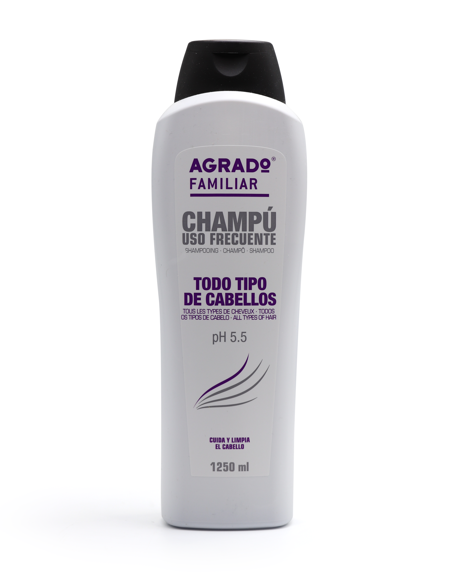 AGRADO®
FAMILIAR
CHAMPÚ
USO FRECUENTE
SHAMPOOING · CHAMPÔ · SHAMPOO
TODO TIPO
DE CABELLOS
TOUS LES TYPES DE CHEVEUX · TODOS
OS TIPOS DE CABELO · ALL TYPES OF HAIR
pH 5.5
CUIDA Y LIMPIA
EL CABELLO
1250 ml